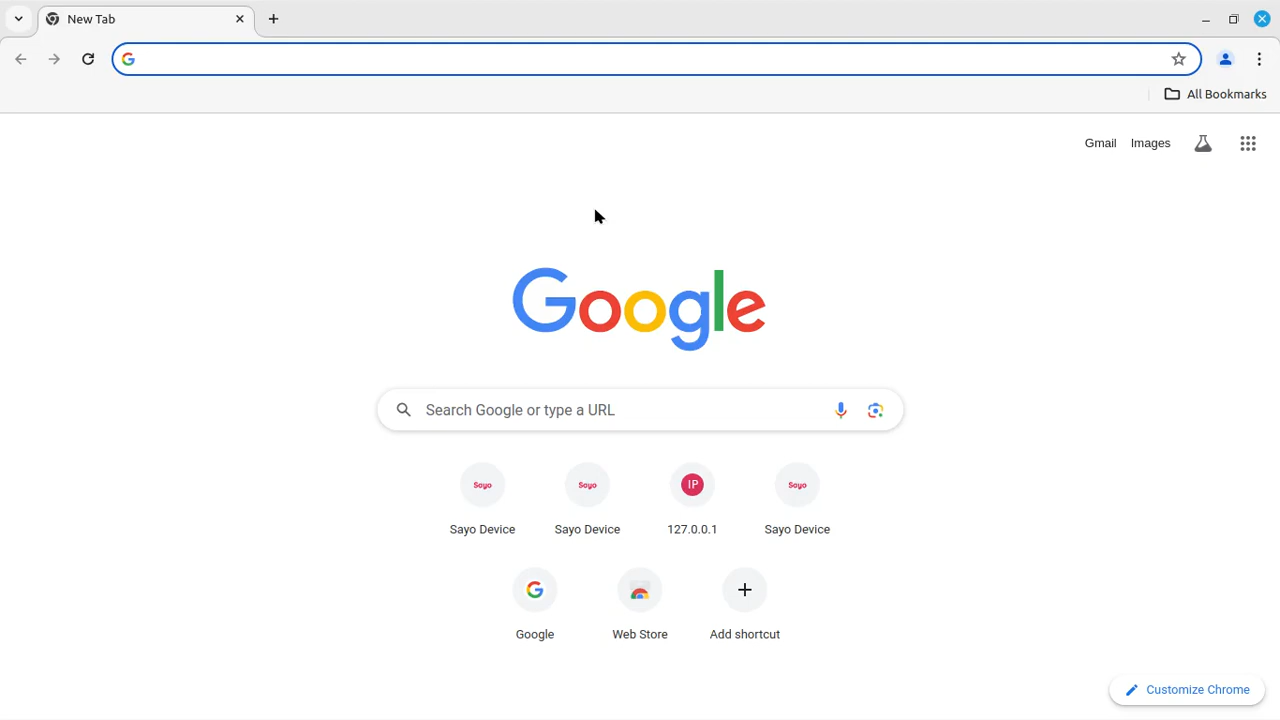 New Tab
All Bookmarks
Gmail
Images
Google
Search Google or type a URL
Sayo
Sayo
IP
Sayo
Sayo Device
Sayo Device
127.0.0.1
Sayo Device
Google
Web Store
Add shortcut
Customize Chrome